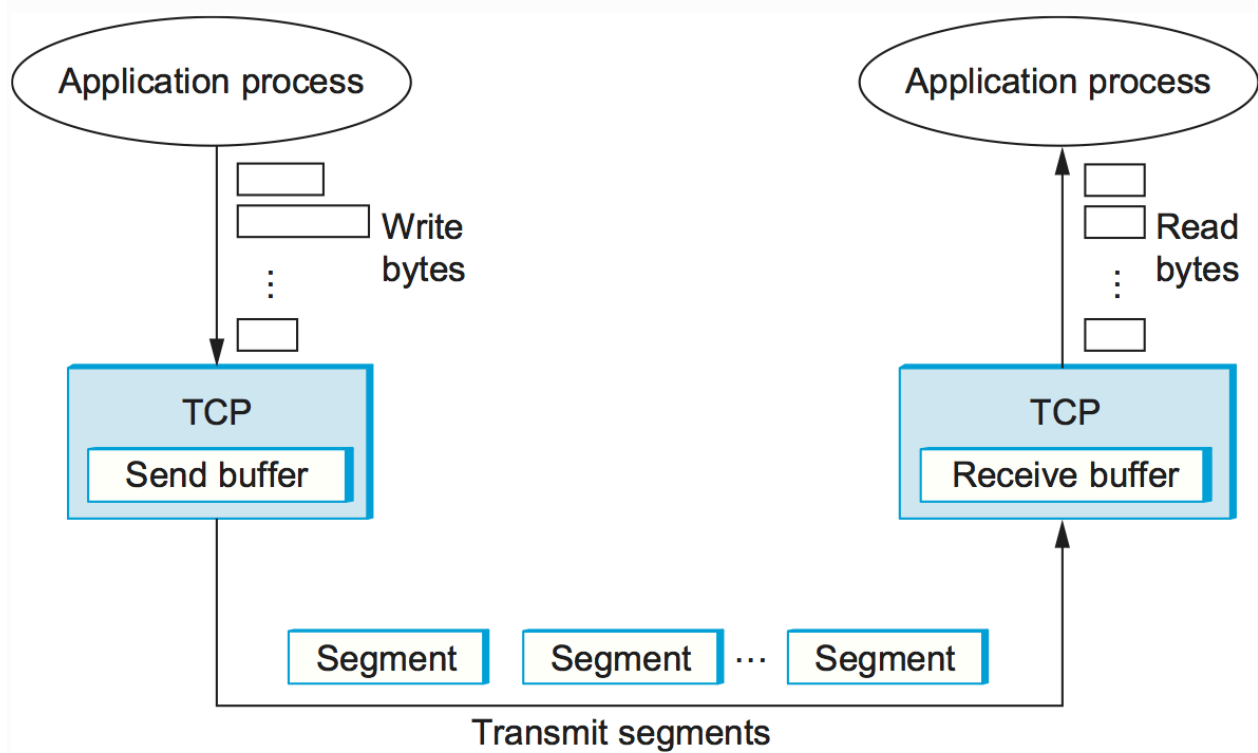 Application process
Application process
Write
bytes
Read
bytes
⋮
⋮
TCP
Send buffer
TCP
Receive buffer
Segment
Segment
...
Segment
Transmit segments